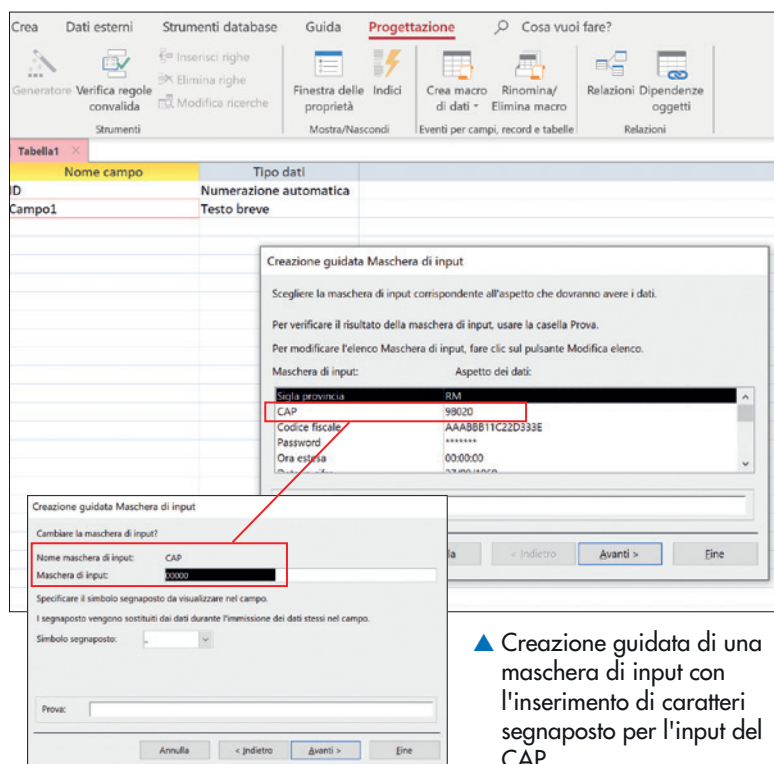 Crea Dati esterni Strumenti database Guida Progettazione Cosa vuoi fare?
Generatore Verifica regole convalida
Inserisci righe
Elimina righe
Modifica ricerche
Strumenti
Finestra delle proprietà Indici
Mostra/Nascondi
Crea macro di dati Rinomina/ Elimina macro
Eventi per campi, record e tabelle
Relazioni Dipendenze oggetti
Relazioni
Tabella1
Nome campo Tipo dati
ID Numerazione automatica
Campo1 Testo breve
Creazione guidata Maschera di input
Scegliere la maschera di input corrispondente all'aspetto che dovranno avere i dati.
Per verificare il risultato della maschera di input, usare la casella Prova.
Per modificare l'elenco Maschera di input, fare clic sul pulsante Modifica elenco.
Maschera di input: Aspetto dei dati:
Sigla provincia RM
CAP 98020
Codice fiscale AAABBB11C22D333E
Password *******
Ora estesa 00:00:00
< Indietro Avanti > Fine
Creazione guidata Maschera di input
Cambiare la maschera di input?
Nome maschera di input: CAP
Maschera di input: 00000
Specificare il simbolo segnaposto da visualizzare nel campo.
I segnaposto vengono sostituiti dai dati durante l'immissione dei dati stessi nel campo.
Simbolo segnaposto: _
Prova:
Annulla < Indietro Avanti > Fine
▲ Creazione guidata di una
maschera di input con
l'inserimento di caratteri
segnaposto per l'input del
CAP